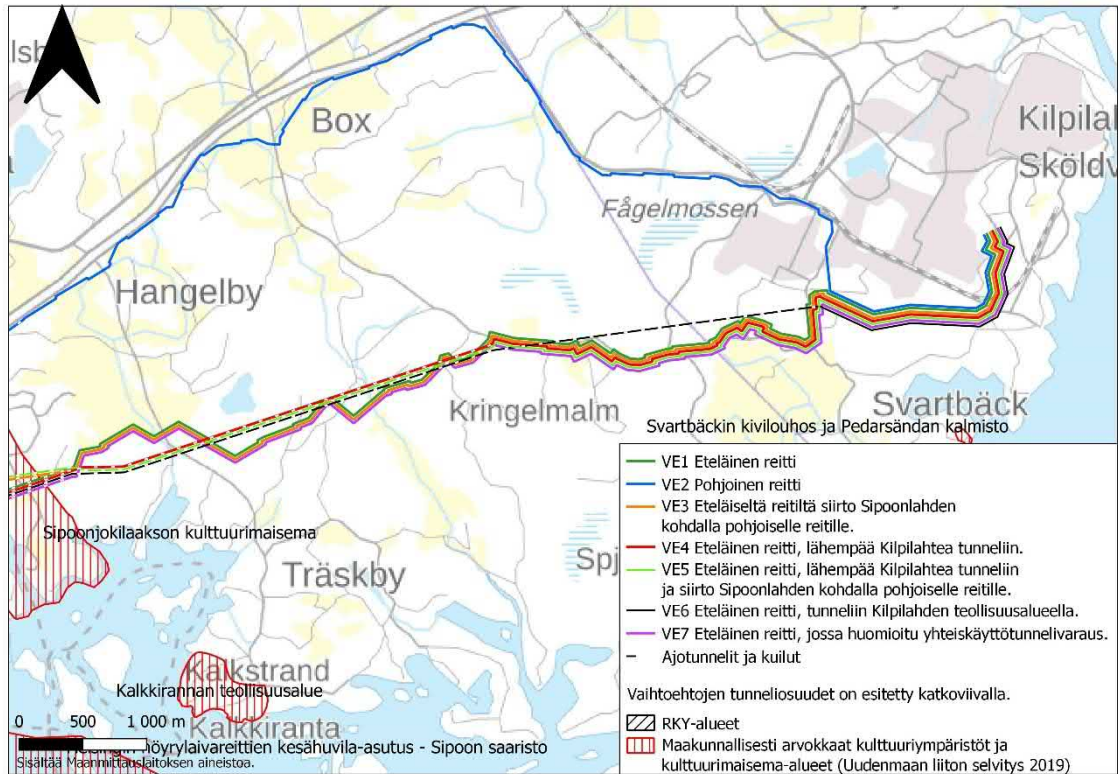 Box
Kilpilah
Sköldv
Fågelmossen
Hangelby
Kringelmalm
Svartbäck
Svartbäckin kivilouhos ja Pedarsändan kalmisto
Sipoonjokilaakson kulttuurimaisema
Träskby
Spj
Kalkstrand
Kalkkirannan teollisuusalue
Kalkkiranta
0 500 1 000 m
höyrylaivareittien kesähuvila-asutus - Sipoon saaristo
Sisältää Maanmittauslaitoksen aineistoa.
VE1 Eteläinen reitti
VE2 Pohjoinen reitti
VE3 Eteläiseltä reitiltä siirto Sipoonlahden
kohdalla pohjoiselle reitille.
VE4 Eteläinen reitti, lähempää Kilpilahtea tunneliin.
VE5 Eteläinen reitti, lähempää Kilpilahtea tunneliin
ja siirto Sipoonlahden kohdalla pohjoiselle reitille.
VE6 Eteläinen reitti, tunneliin Kilpilahden teollisuusalueella.
VE7 Eteläinen reitti, jossa huomioitu yhteiskäyttötunnelivaraus.
Ajotunnelit ja kuilut
Vaihtoehtojen tunneliosuudet on esitetty katkoviivalla.
RKY-alueet
Maakunnallisesti arvokkaat kulttuuriympäristöt ja
kulttuurimaisema-alueet (Uudenmaan liiton selvitys 2019)